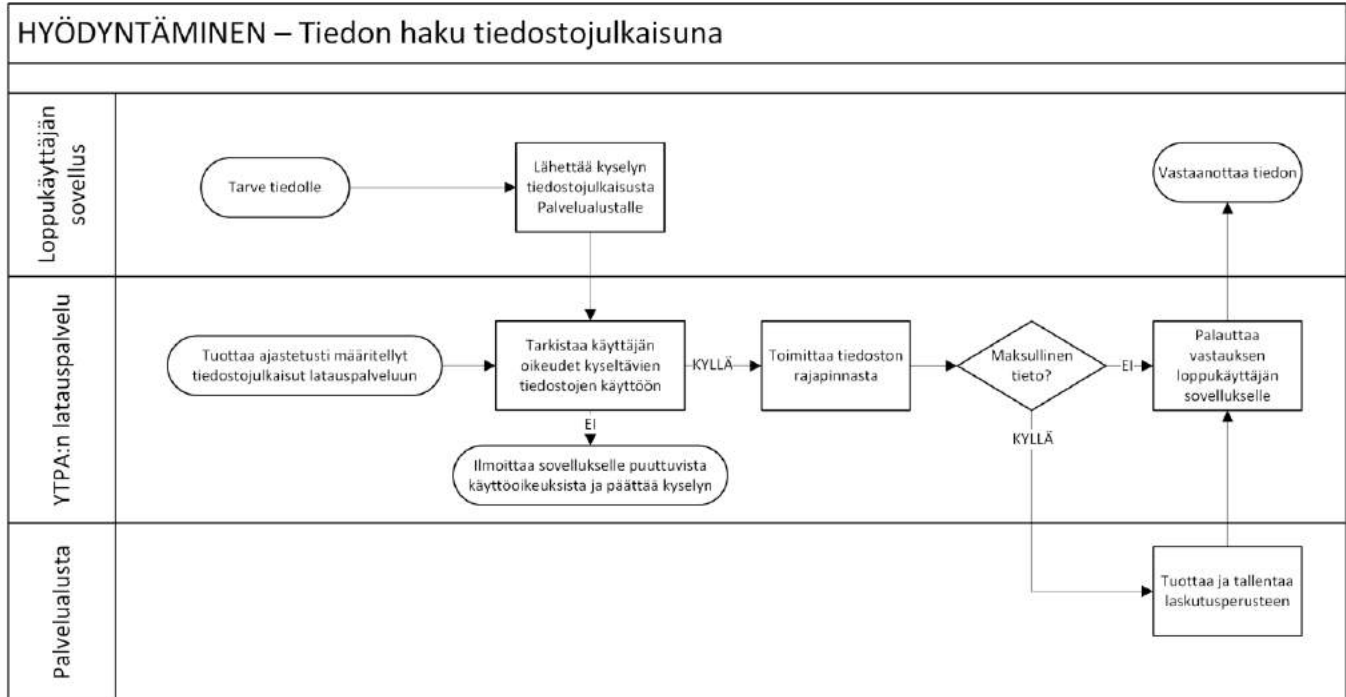 HYÖDYNTÄMINEN – Tiedon haku tiedostojulkaisuna
Loppukäyttäjän
sovellus
Tarve tiedolle
Lähettää kyselyn
tiedostojulkaisusta
Palvelualustalle
Vastaanottaa tiedon
YTPA:n latauspalvelu
Tuottaa ajastetusti määritellyt
tiedostojulkaisut latauspalveluun
Tarkistaa käyttäjän
oikeudet kyseltävien
tiedostojen käyttöön
KYLLÄ
Toimittaa tiedoston
rajapinnasta
Maksullinen
tieto?
EI
Palauttaa
vastauksen
loppukäyttäjän
sovellukselle
EI
KYLLÄ
Ilmoittaa sovellukselle puuttuvista
käyttöoikeuksista ja päättää kyselyn
Palvelualusta
Tuottaa ja tallentaa
laskutusperusteen